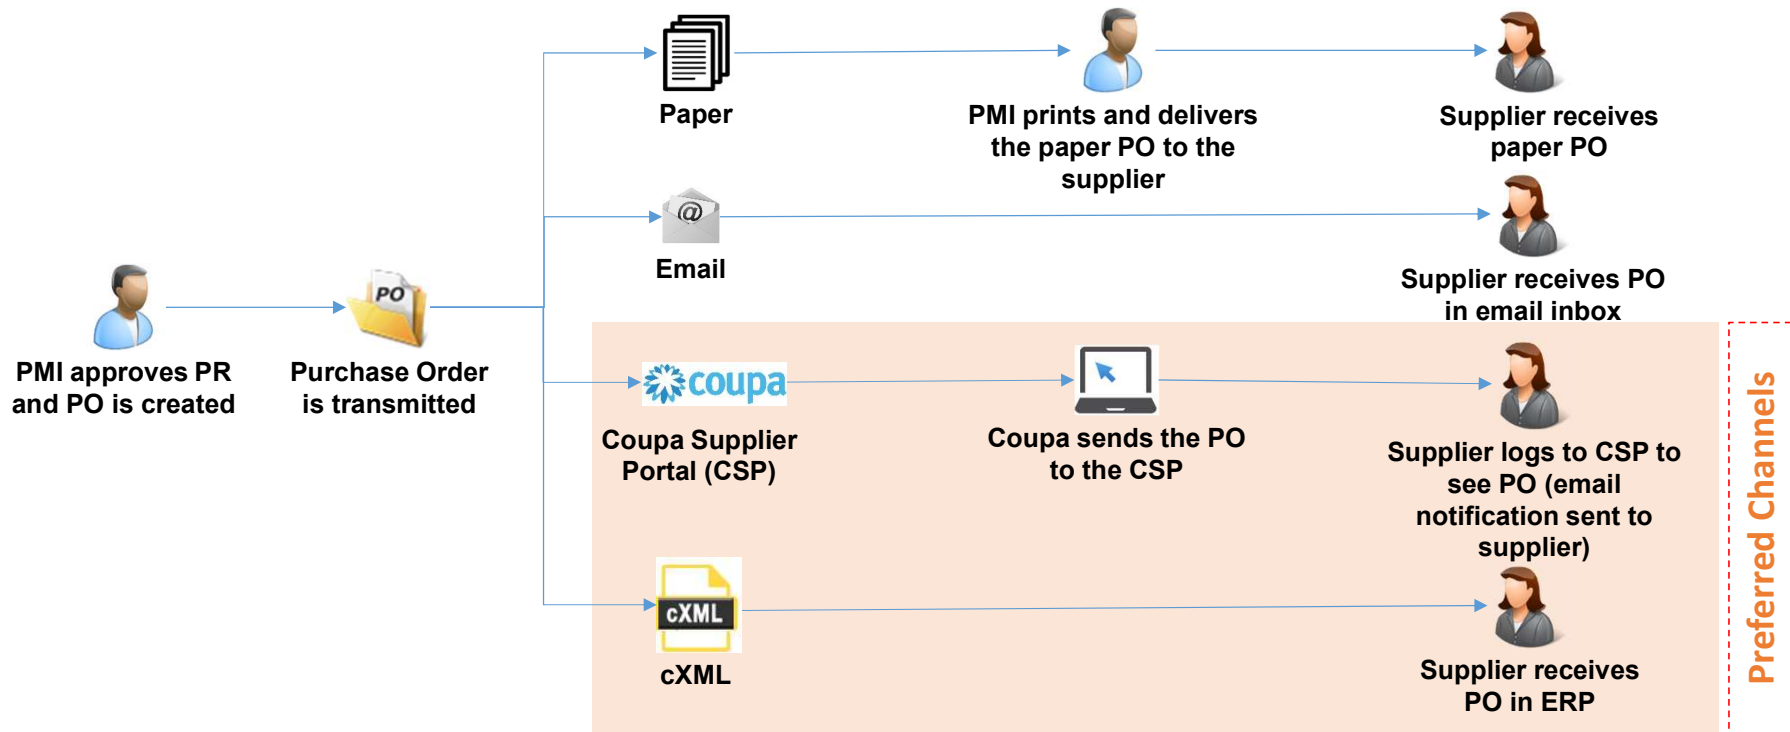 Paper
PMI prints and delivers
the paper PO to the
supplier
Supplier receives
paper PO
@
Email
Supplier receives PO
in email inbox
PO
PMI approves PR
and PO is created
Purchase Order
is transmitted
coupa
Coupa Supplier
Portal (CSP)
Coupa sends the PO
to the CSP
Supplier logs to CSP to
see PO (email
notification sent to
supplier)
cXML
cXML
Supplier receives
PO in ERP
Preferred Channels